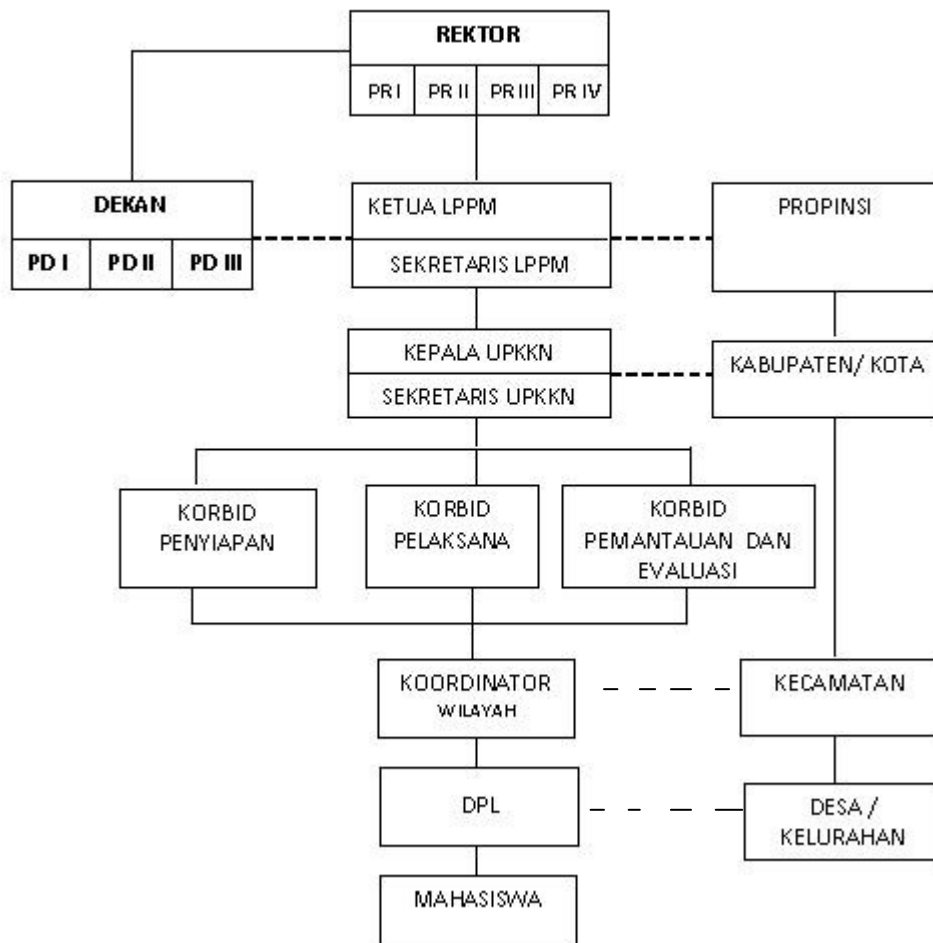 REKTOR
PR I PR II PR III PR IV
DEKAN
PD I PD II PD III
KETUA LPPM
SEKRETARIS LPPM
PROPINSI
KEPALA UPKKN
SEKRETARIS UPKKN
KABUPATEN/ KOTA
KORBID
PENYIAPAN
KORBID
PELAKSANA
KORBID
PEMANTAUAN DAN
EVALUASI
KOORDINATOR
WILAYAH
KECAMATAN
DPL
DESA /
KELURAHAN
MAHASISWA